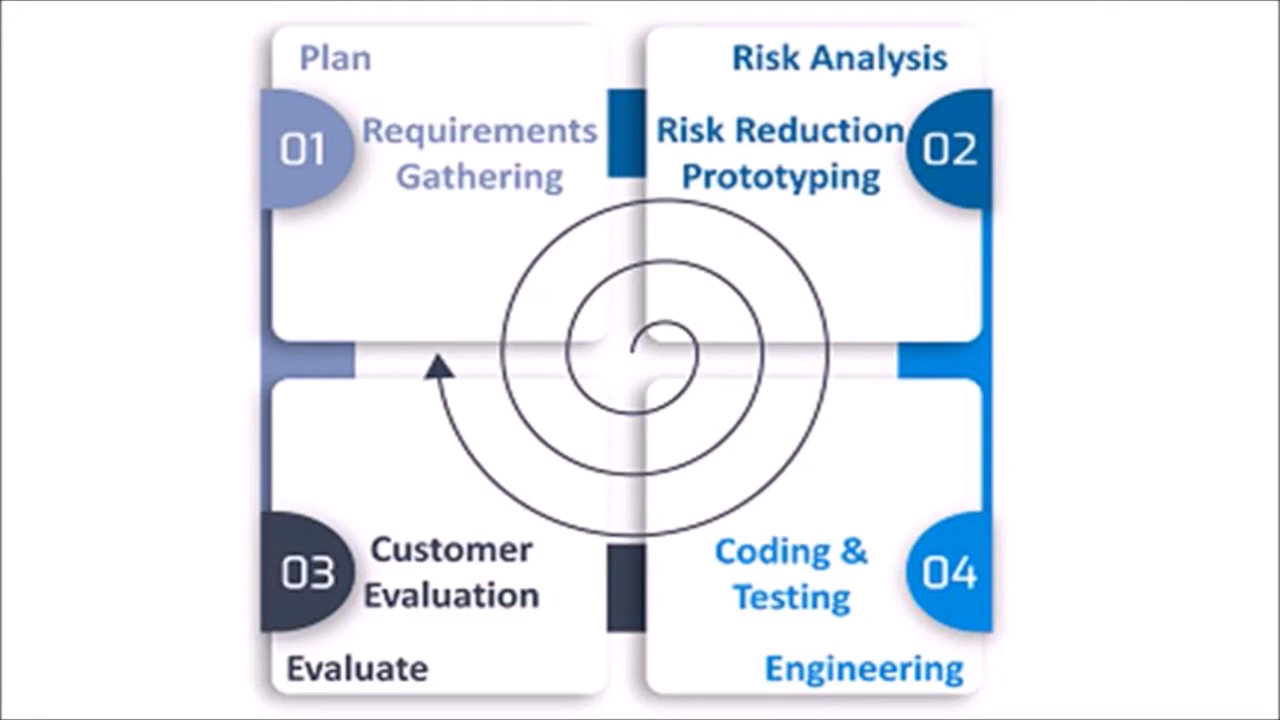 Plan
01
Requirements
Gathering
Risk Analysis
Risk Reduction
Prototyping
02
03
Customer
Evaluation
Evaluate
Coding &
Testing
04
Engineering